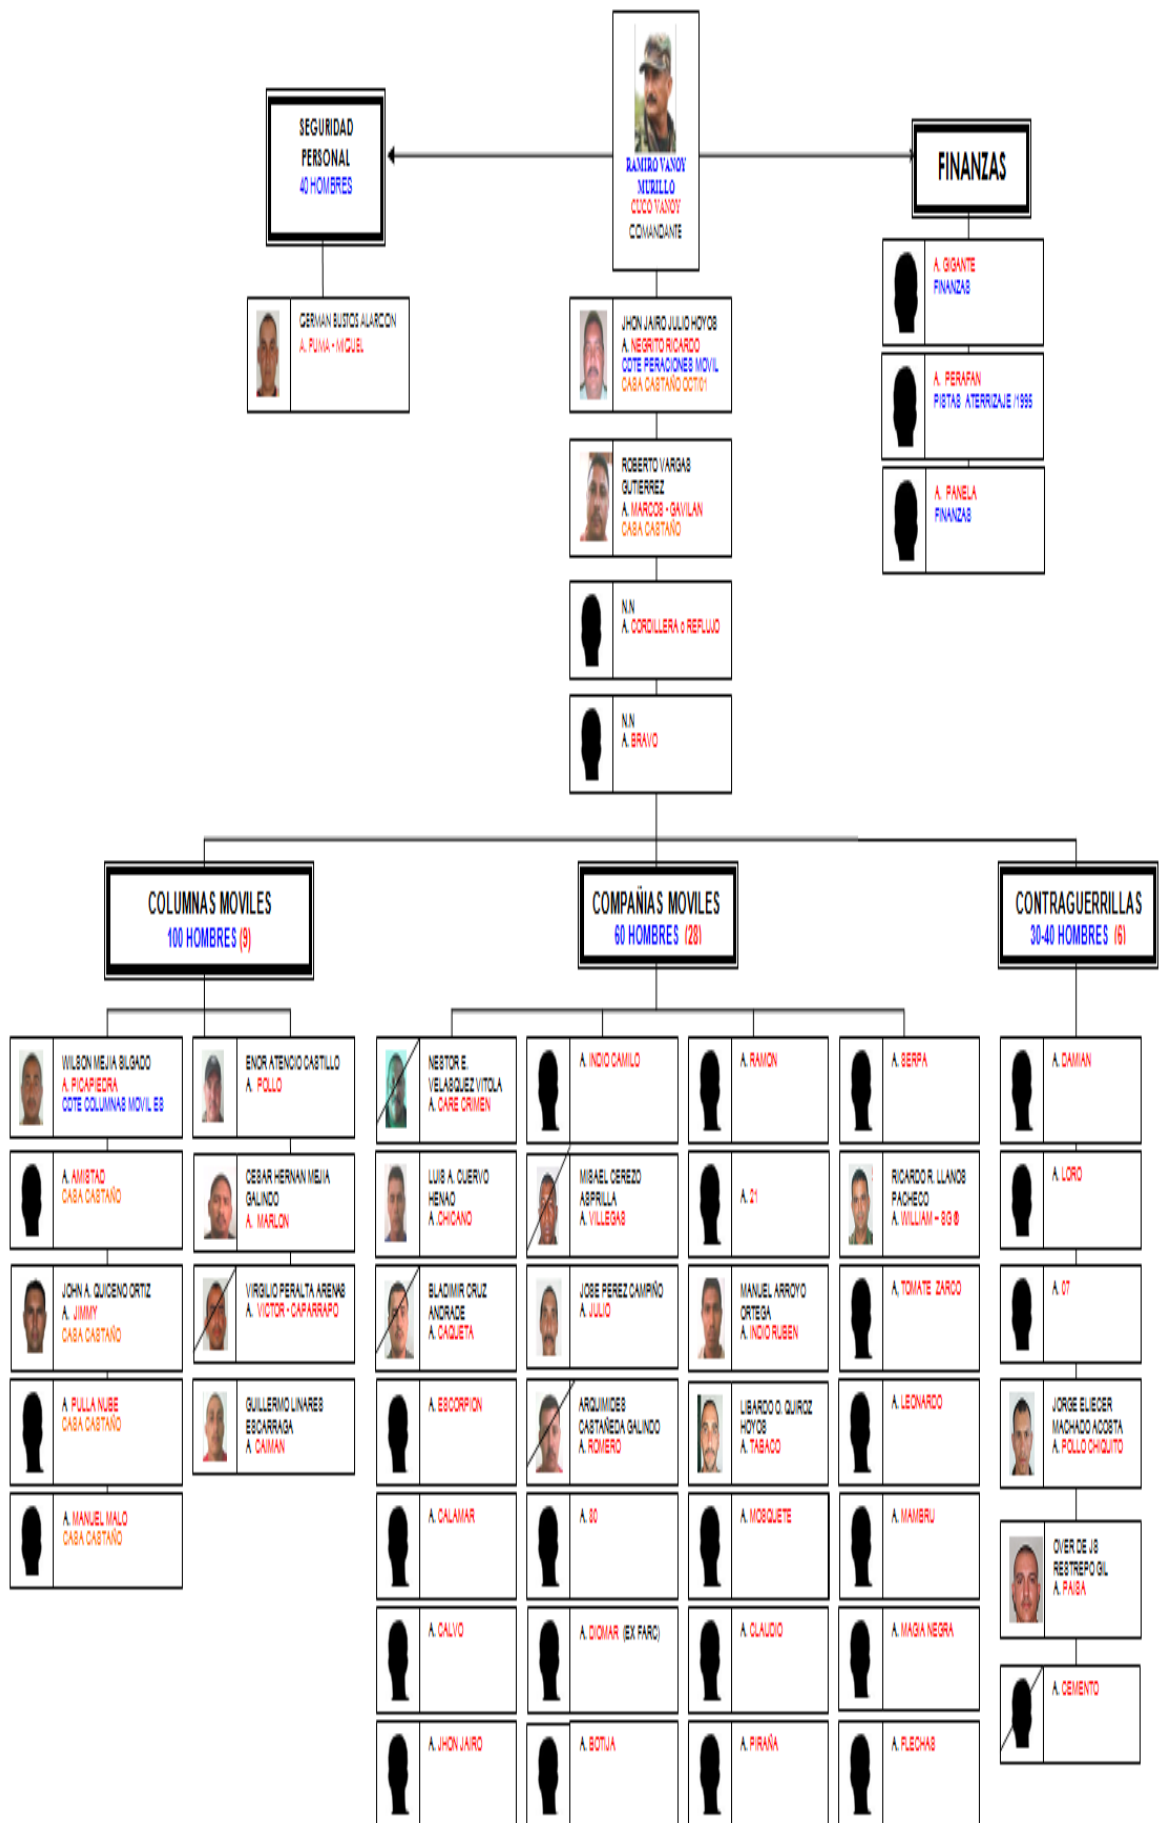 SEGURIDAD
PERSONAL
40 HOMBRES
RAMIRO VANOY
MURILLO
CUCO VANOY
COMANDANTE
FINANZAS
GERMAN BUSTOS ALARCON
A. PUMA - MIGUEL
JHON JAIRO JULIO HOYOS
A. NEGRITO RICARDO
CDTE PERACIONES MOVIL
CASA CASTAÑO OCT/01
ROBERTO VARGAS
GUTIERREZ
A. MARCOS - GAVILAN
CASA CASTAÑO
N.N
A. CORDILLERA o REFLUJO
N.N
A. BRAVO
A. GIGANTE
FINANZAS
A. PERAFAN
PISTAS ATERRIZAJE /1995
A. PANELA
FINANZAS
COLUMNAS MOVILES
100 HOMBRES (9)
COMPAÑIAS MOVILES
60 HOMBRES (28)
CONTRAGUERRILLAS
30-40 HOMBRES (6)
WILSON MEJIA SILGADO
A. PICAPIEDRA
CDTE COLUMNAS MOVIL ES
A. AMISTAD
CASA CASTAÑO
JOHN A. QUICENO ORTIZ
A. JIMMY
CASA CASTAÑO
A. PULLA NUBE
CASA CASTAÑO
A. MANUEL MALO
CASA CASTAÑO
ENOR ATENCIO CASTILLO
A. POLLO
CESAR HERNAN MEJIA
GALINDO
A. MARLON
VIRGILIO PERALTA ARENAS
A. VICTOR - CAPARRAPO
GUILLERMO LINARES
ESCARRAGA
A. CAIMAN
NESTOR E.
VELASQUEZ VITOLA
A. CARE CRIMEN
LUIS A. CUERVO
HENAO
A .CHICANO
BLADIMIR CRUZ
ANDRADE
A. CAQUETA
A. ESCORPION
A. CALAMAR
A. CALVO
A. JHON JAIRO
A. INDIO CAMILO
MISAEL CEREZO
ASPRILLA
A. VILLEGAS
JOSE PEREZ CAMPIÑO
A. JULIO
ARQUIMIDES
CASTAÑEDA GALINDO
A. ROMERO
A. 80
A. DIOMAR (EX FARC)
A. BOTIJA
A. RAMON
A. 21
MANUEL ARROYO
ORTEGA
A. INDIO RUBEN
LIBARDO O. QUIROZ
HOYOS
A. TABACO
A. MOSQUETE
A. CLAUDIO
A. PIRAÑA
A. SERPA
RICARDO R. LLANOS
PACHECO
A. WILLIAM – SG ®
A, TOMATE ZARCO
A. LEONARDO
A. MAMBRU
A. MAGIA NEGRA
A. FLECHAS
A. DAMIAN
A. LORO
A. 07
JORGE ELIECER
MACHADO ACOSTA
A. POLLO CHIQUITO
OVER DE JS
RESTREPO GIL
A. PAISA
A. CEMENTO